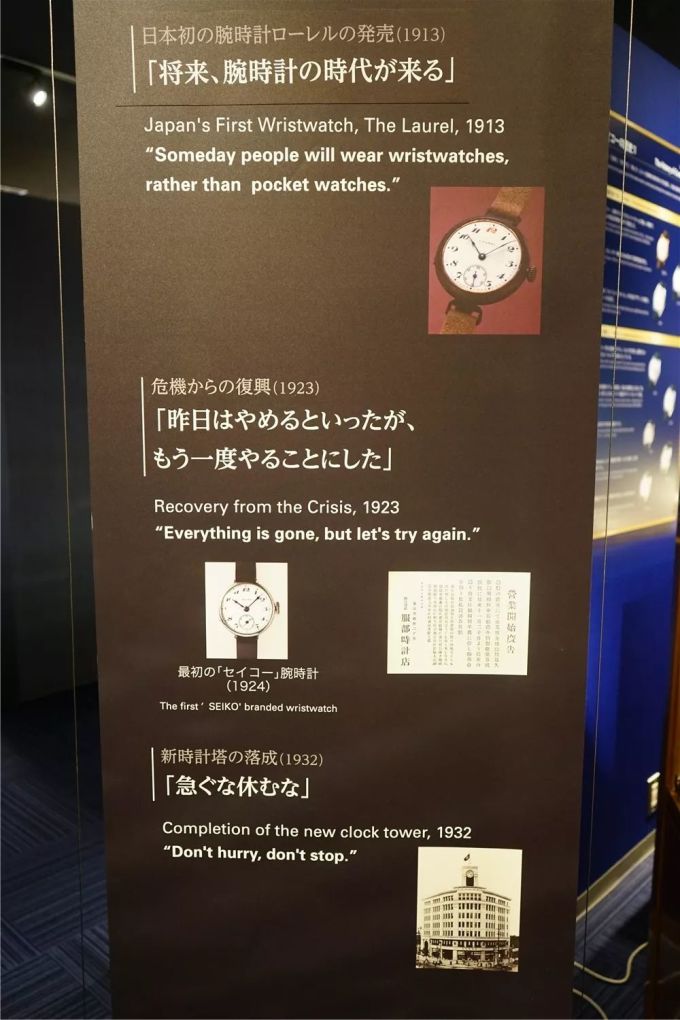 日本初の腕時計ローレルの発売(1913)
「将来、腕時計の時代が来る」
Japan's First Wristwatch, The Laurel, 1913
“Someday people will wear wristwatches,
rather than pocket watches.”
危機からの復興(1923)
「昨日はやめるといったが、
もう一度やることにした」
Recovery from the Crisis, 1923
“Everything is gone, but let's try again.”
営業開始広告
服部時計店
最初の「セイコー」腕時計
(1924)
The first ′ SEIKO' branded wristwatch
新時計塔の落成(1932)
「急ぐな休むな」
Completion of the new clock tower, 1932
“Don't hurry, don't stop.”